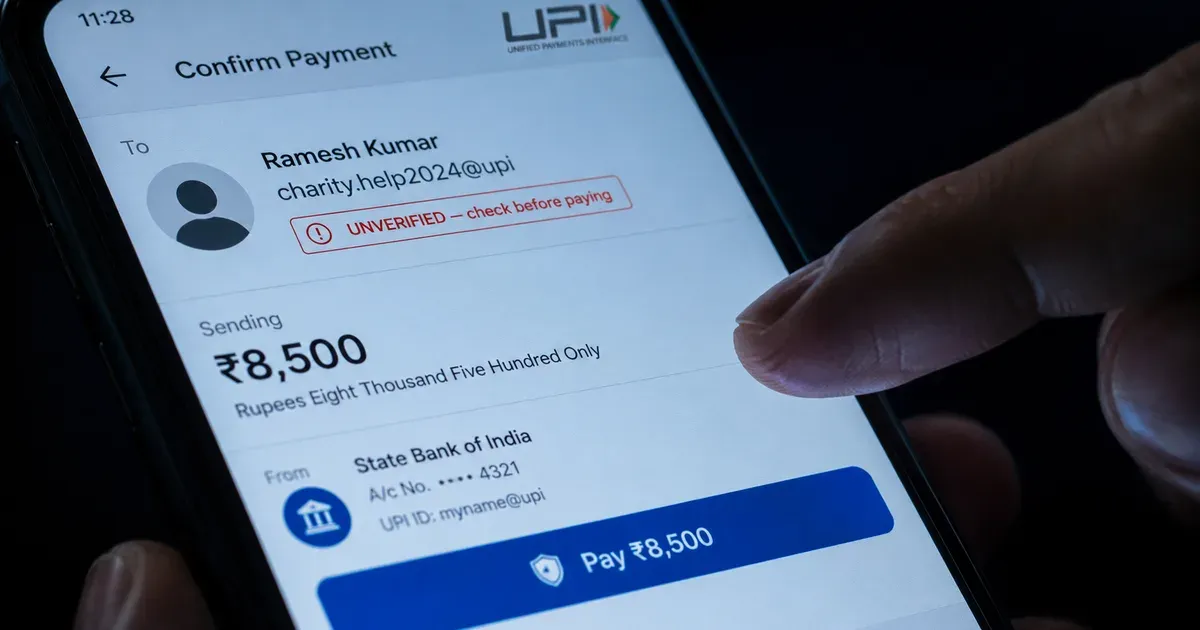 11:28
UPI
UNIFIED PAYMENTS INTERFACE
Confirm Payment
To
Ramesh Kumar
charity.help2024@upi
UNVERIFIED – check before paying
Sending
₹8,500
Rupees Eight Thousand Five Hundred Only
From
State Bank of India
A/c No. •••• 4321
UPI ID: myname@upi
Pay ₹8,500